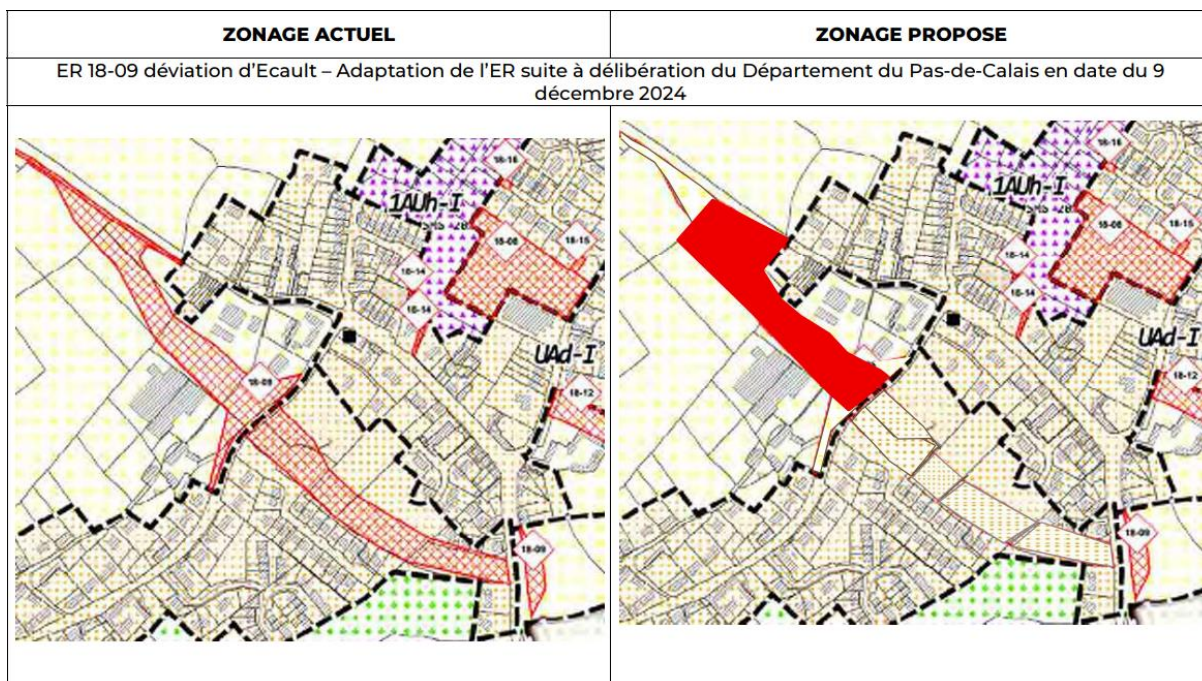 ZONAGE ACTUEL
ZONAGE PROPOSE
ER 18-09 déviation d’Ecault – Adaptation de l’ER suite à délibération du Département du Pas-de-Calais en date du 9
décembre 2024
18-16
1AUh-I
18-08
18-15
18-14
18-14
UAd-I
18-09
18-12
18-09
18-16
1AUh-I
18-08
18-15
18-14
18-14
UAd-I
18-12
18-09